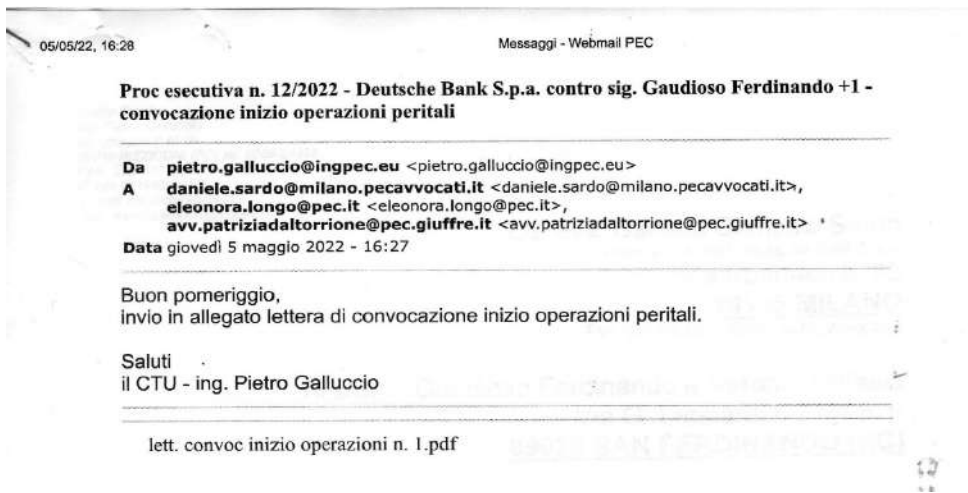 05/05/22, 16:28
Messaggi - Webmail PEC
Proc esecutiva n. 12/2022 - Deutsche Bank S.p.a. contro sig. Gaudioso Ferdinando +1 -
convocazione inizio operazioni peritali
Da pietro.galluccio@ingpec.eu <pietro.galluccio@ingpec.eu>
A daniele.sardo@milano.pecavvocati.it <daniele.sardo@milano.pecavvocati.it>,
eleonora.longo@pec.it <eleonora.longo@pec.it>,
avv.patriziadaltorrione@pec.giuffre.it <avv.patriziadaltorrione@pec.giuffre.it>
Data giovedì 5 maggio 2022 - 16:27
Buon pomeriggio,
invio in allegato lettera di convocazione inizio operazioni peritali.
Saluti
il CTU - ing. Pietro Galluccio
lett. convoc inizio operazioni n. 1.pdf